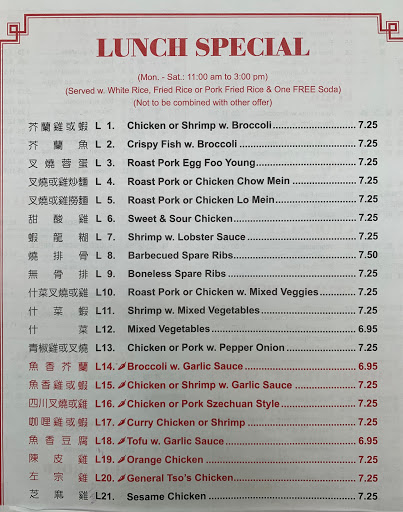 LUNCH SPECIAL
(Mon. - Sat.: 11:00 am to 3:00 pm)
(Served w. White Rice, Fried Rice or Pork Fried Rice & One FREE Soda)
(Not to be combined with other offer)
芥蘭雞或蝦 L 1. Chicken or Shrimp w. Broccoli 7.25
芥蘭魚 L 2. Crispy Fish w. Broccoli 7.25
叉燒蓉蛋 L 3. Roast Pork Egg Foo Young 7.25
叉燒或雞炒麵 L 4. Roast Pork or Chicken Chow Mein 7.25
叉燒或雞撈麵 L 5. Roast Pork or Chicken Lo Mein 7.25
甜酸雞 L 6. Sweet & Sour Chicken 7.25
蝦龍糊 L 7. Shrimp w. Lobster Sauce 7.25
燒排骨 L 8. Barbecued Spare Ribs 7.50
無骨排 L 9. Boneless Spare Ribs 7.25
什菜叉燒或雞 L10. Roast Pork or Chicken w. Mixed Veggies 7.25
什菜蝦 L11. Shrimp w. Mixed Vegetables 7.25
什菜 L12. Mixed Vegetables 6.95
青椒雞或叉燒 L13. Chicken or Pork w. Pepper Onion 7.25
魚香芥蘭 L14. Broccoli w. Garlic Sauce 6.95
魚香雞或蝦 L15. Chicken or Shrimp w. Garlic Sauce 7.25
四川叉燒或雞 L16. Chicken or Pork Szechuan Style 7.25
咖哩雞或蝦 L17. Curry Chicken or Shrimp 7.25
魚香豆腐 L18. Tofu w. Garlic Sauce 6.95
陳皮雞 L19. Orange Chicken 7.25
左宗雞 L20. General Tso's Chicken 7.25
芝麻雞 L21. Sesame Chicken 7.25